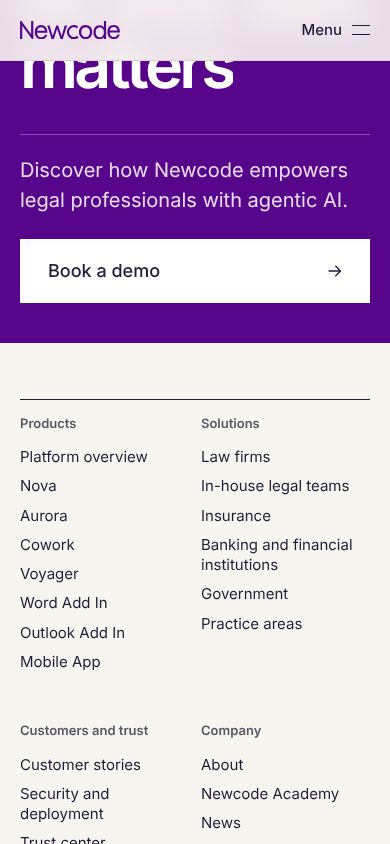 Newcode
Menu
matters
Discover how Newcode empowers
legal professionals with agentic AI.
Book a demo →
Products
Platform overview
Nova
Aurora
Cowork
Voyager
Word Add In
Outlook Add In
Mobile App
Solutions
Law firms
In-house legal teams
Insurance
Banking and financial
institutions
Government
Practice areas
Customers and trust
Customer stories
Security and
deployment
Trust center
Company
About
Newcode Academy
News